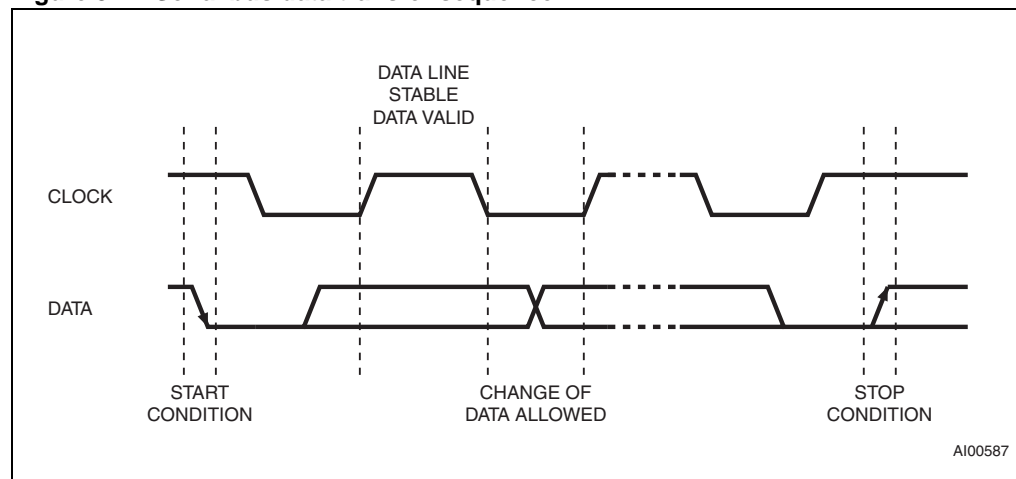 DATA LINE
STABLE
DATA VALID
CLOCK
DATA
START
CONDITION
CHANGE OF
DATA ALLOWED
STOP
CONDITION
AI00587